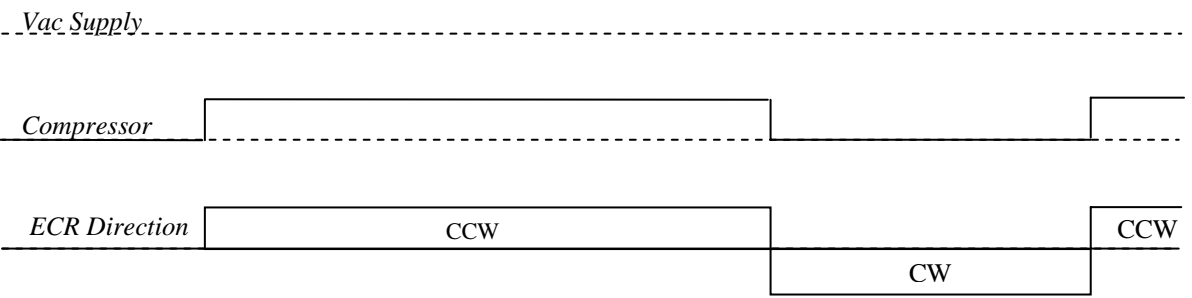 Vac Supply
Compressor
ECR Direction
CCW
CCW
CW